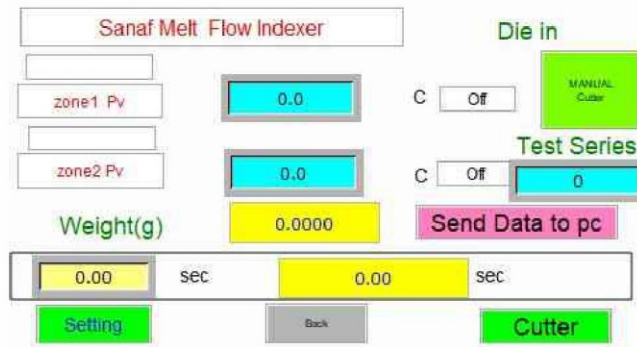 Sanaf Melt Flow Indexer
Die in
MANUAL
Cutter
zone1 Pv
0.0
C
Off
Test Series
zone2 Pv
0.0
C
Off
0
Weight(g)
0.0000
Send Data to pc
0.00
sec
0.00
sec
Setting
Back
Cutter